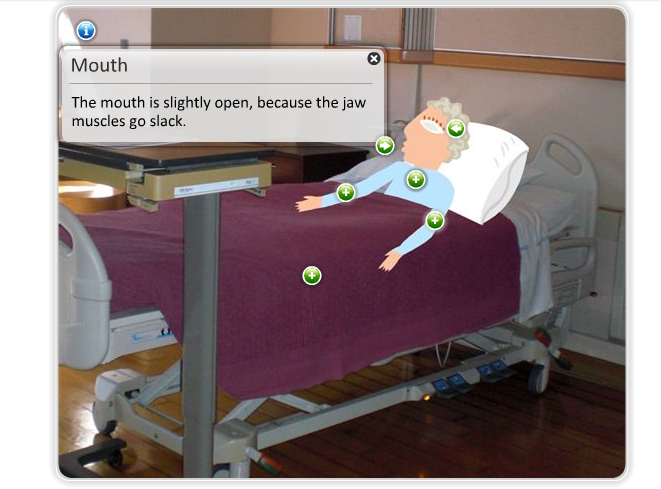 Mouth
The mouth is slightly open, because the jaw
muscles go slack.